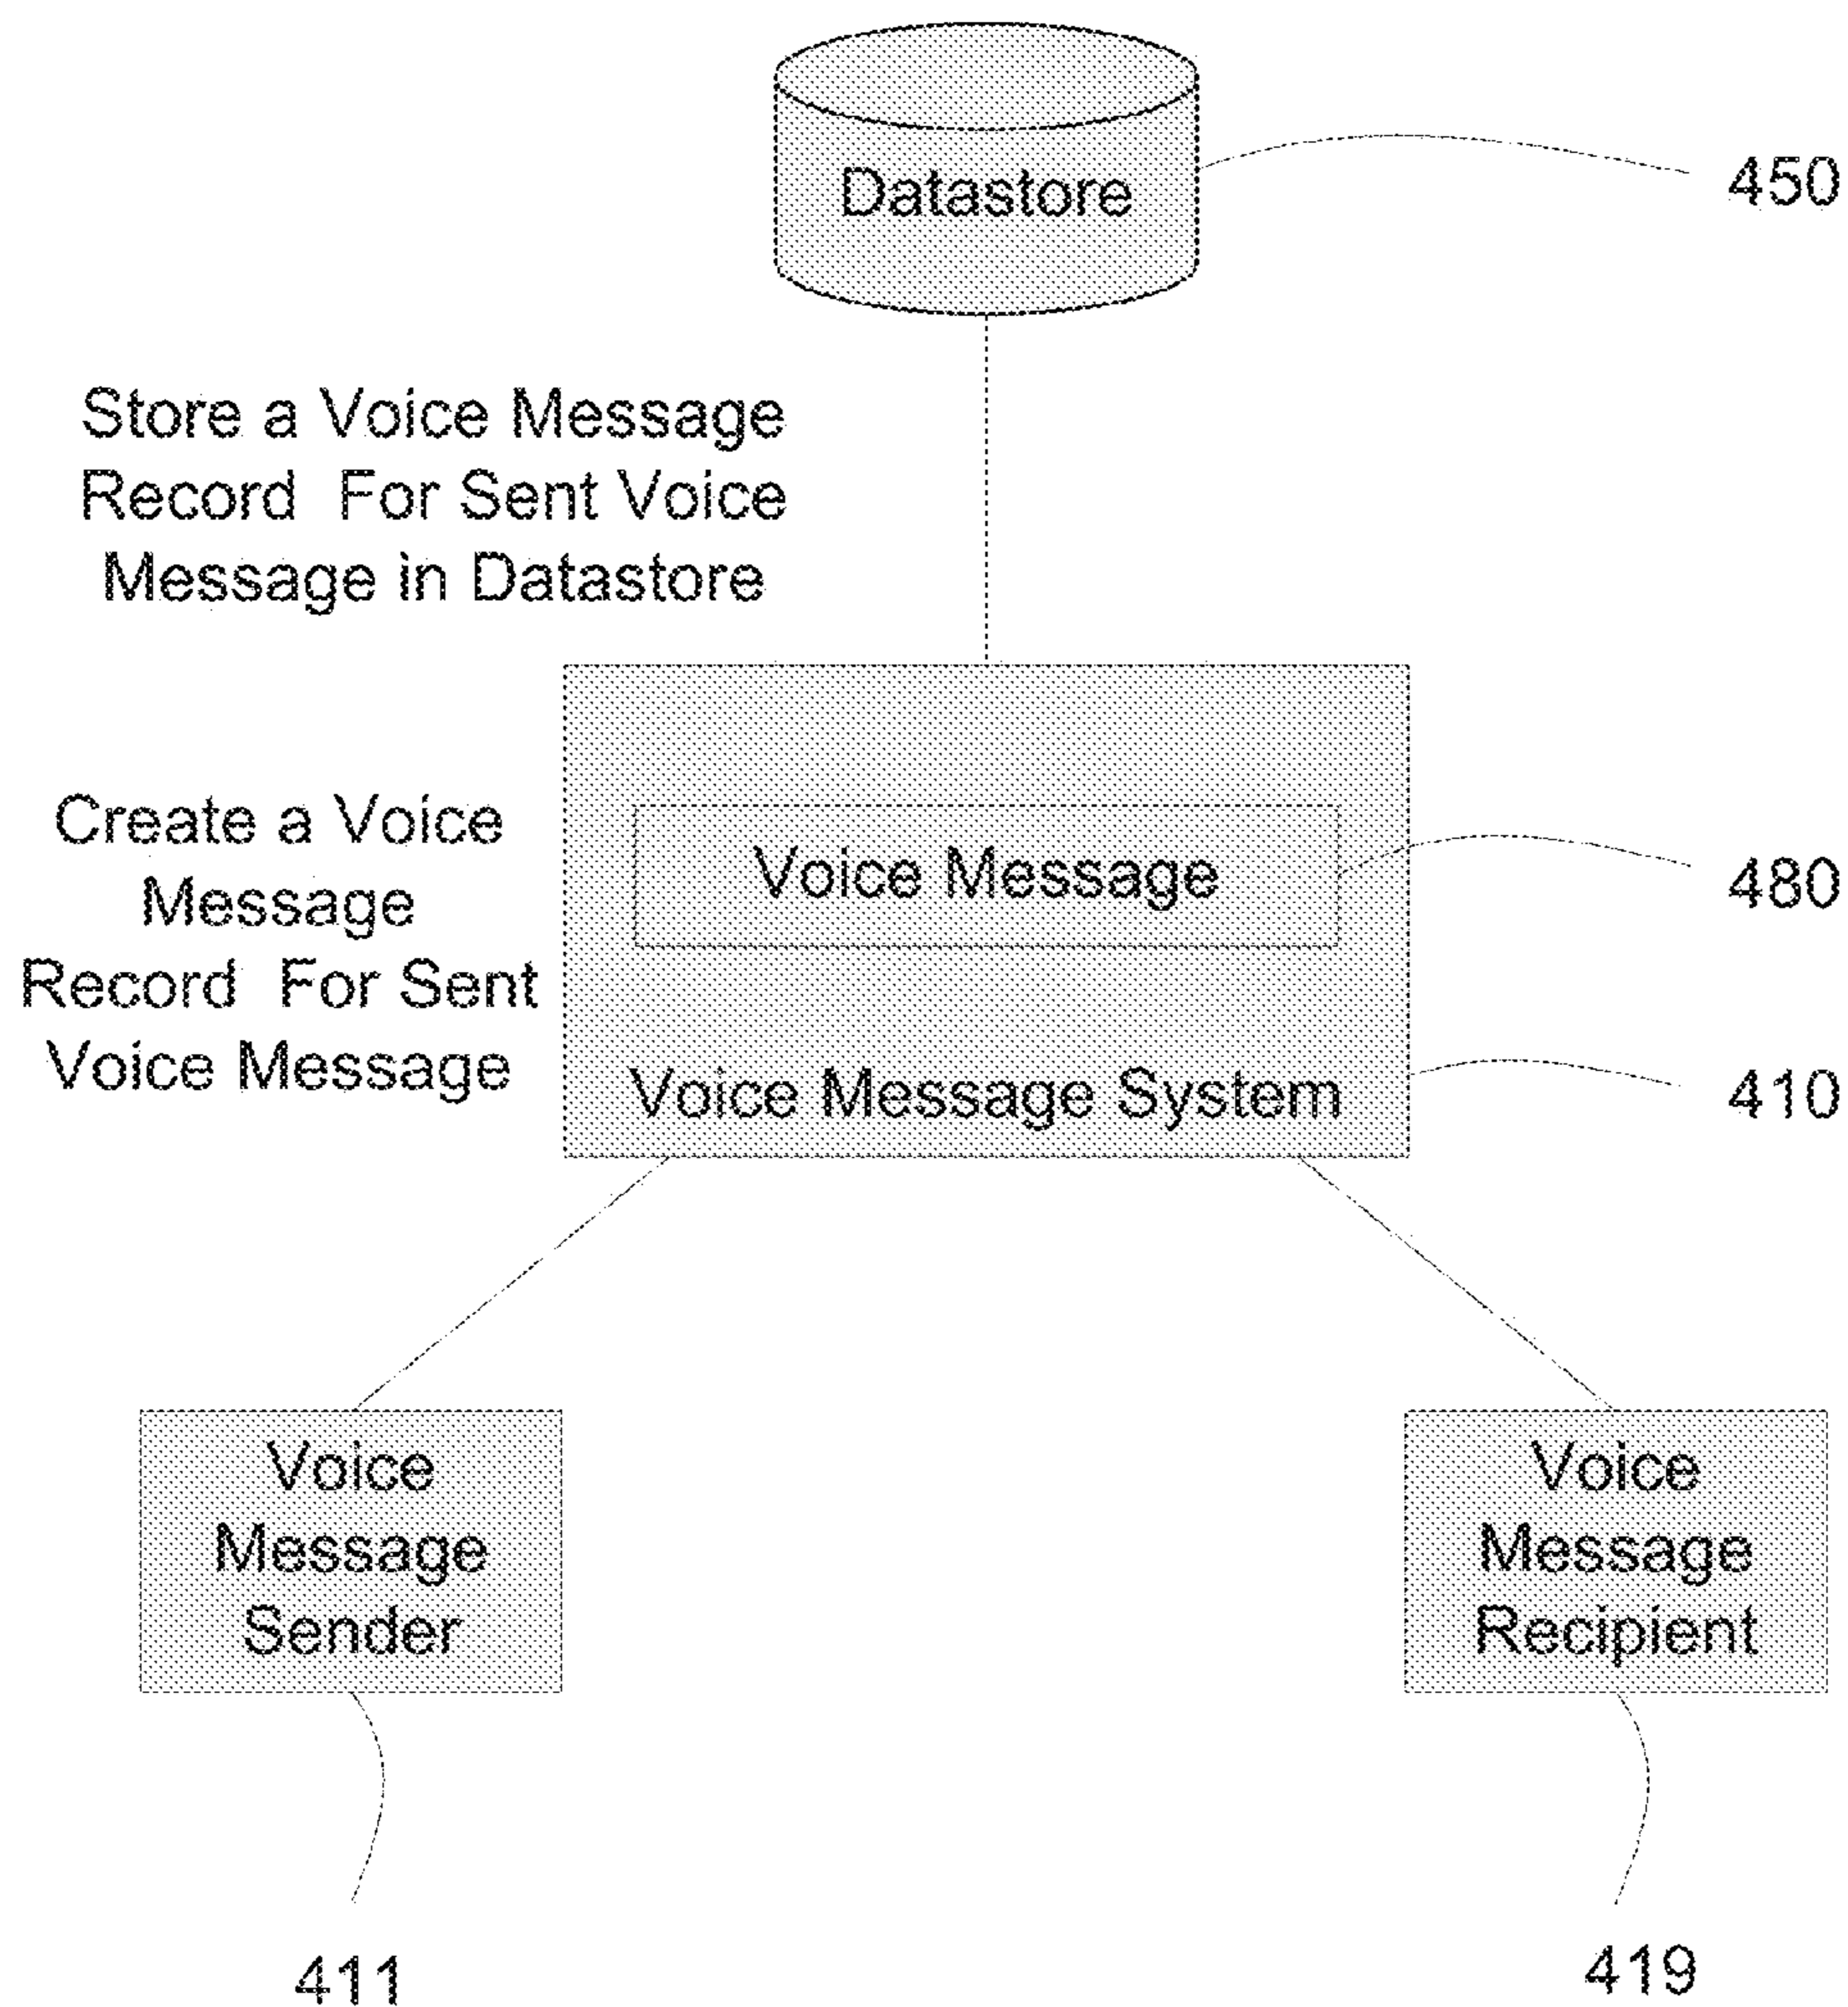 Datastore
450
Store a Voice Message
Record For Sent Voice
Message in Datastore
Create a Voice
Message
Record For Sent
Voice Message
Voice Message
480
Voice Message System
410
Voice
Message
Sender
Voice
Message
Recipient
411
419